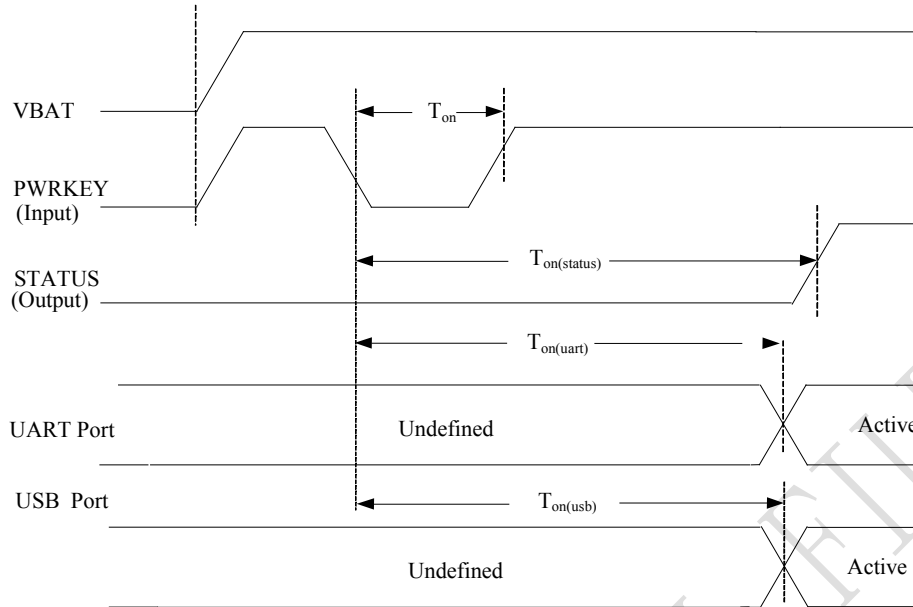 VBAT
T_on
PWRKEY
(Input)
T_on(status)
STATUS
(Output)
T_on(uart)
UART Port
Undefined
Active
USB Port
T_on(usb)
Undefined
Active